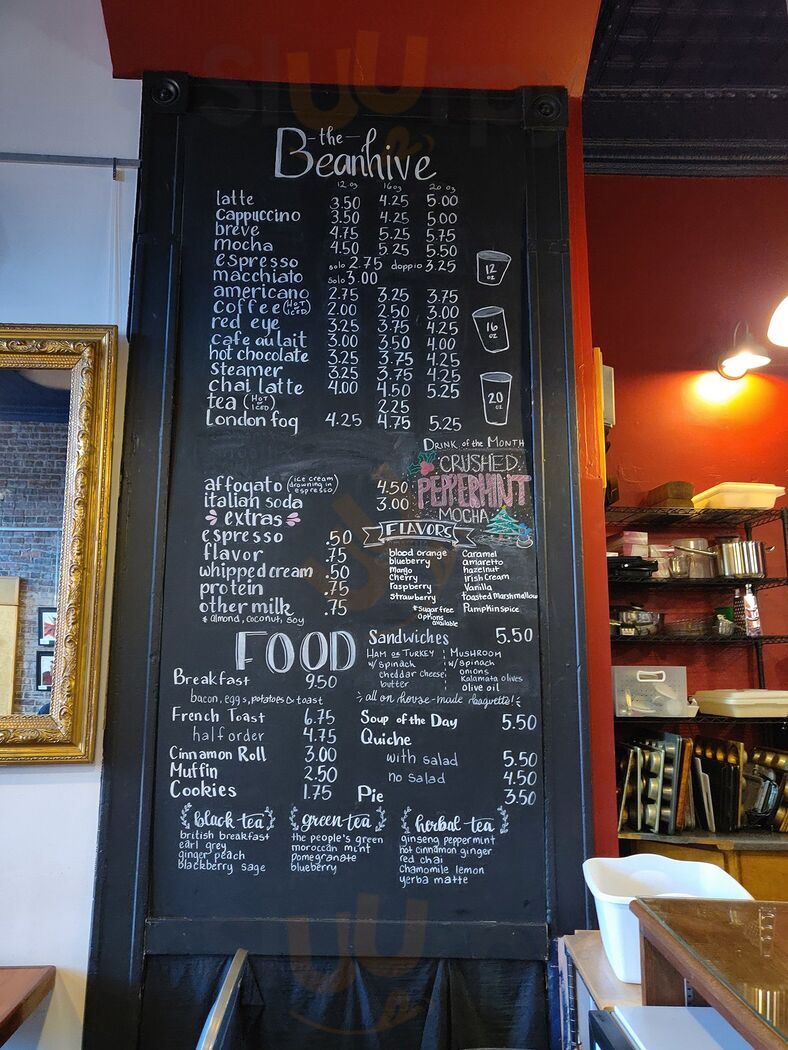 the
Beanhive
12 oz 16 oz 20 oz
latte 3.50 4.25 5.00
cappuccino 3.50 4.25 5.00
breve 4.75 5.25 5.75
mocha 4.50 5.25 5.50
espresso solo 2.75 doppio 3.25
macchiato solo 3.00
americano 2.75 3.25 3.75
coffee (HOT ICED) 2.00 2.50 3.00
red eye 3.25 3.75 4.25
cafe au lait 3.00 3.50 4.00
hot chocolate 3.25 3.75 4.25
steamer 3.25 3.75 4.25
chai latte 4.00 4.50 5.25
tea (HOT ICED) 2.25
London fog 4.25 4.75 5.25
12 oz
16 oz
20 oz
DRINK of the MONTH
CRUSHED
PEPPERMINT
MOCHA
affogato (ice cream drowning in espresso) 4.50
italian soda 3.00
extras
espresso .50
flavor .75
whipped cream .50
protein .75
other milk .75
* almond, coconut, soy
FLAVORS
blood orange
blueberry
Mango
Cherry
raspberry
strawberry
* Sugar free
options
available
Caramel
amaretto
hazelnut
Irish Cream
Vanilla
toasted Marshmallow
Pumpkin spice
FOOD
Breakfast 9.50
bacon, eggs, potatoes & toast
French Toast 6.75
half order 4.75
Cinnamon Roll 3.00
Muffin 2.50
Cookies 1.75
Sandwiches 5.50
HAM OR TURKEY
w/ spinach
cheddar cheese
butter
MUSHROOM
w/ spinach
onions
Kalamata olives
olive oil
all on house-made baguette!
Soup of the Day 5.50
Quiche
with salad 5.50
no salad 4.50
Pie 3.50
black tea
british breakfast
earl grey
ginger peach
blackberry sage
green tea
the people's green
moroccan mint
pomegranate
blueberry
herbal tea
ginseng peppermint
hot cinnamon ginger
red chai
Chamomile lemon
yerba matte